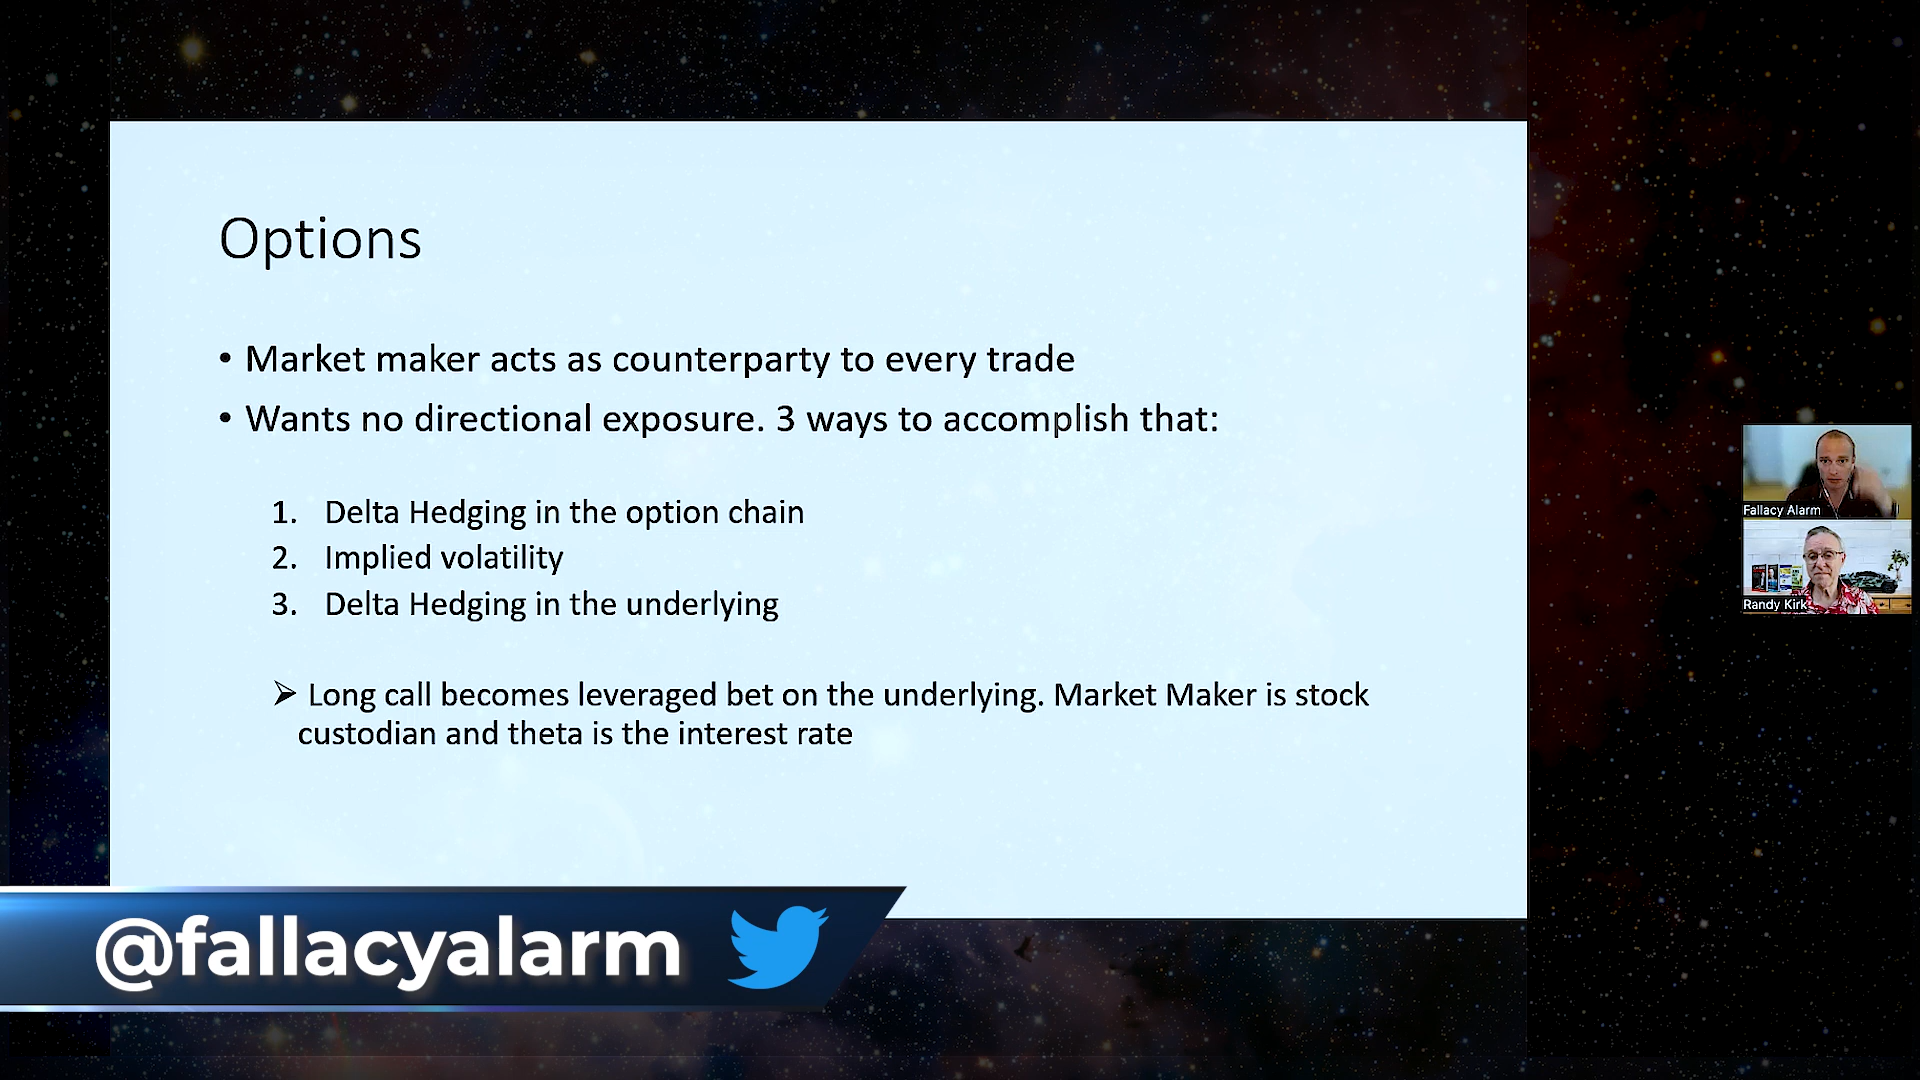 Options
• Market maker acts as counterparty to every trade
• Wants no directional exposure. 3 ways to accomplish that:
1. Delta Hedging in the option chain
2. Implied volatility
3. Delta Hedging in the underlying
➢ Long call becomes leveraged bet on the underlying. Market Maker is stock
custodian and theta is the interest rate
Fallacy Alarm
Randy Kirk
@fallacyalarm